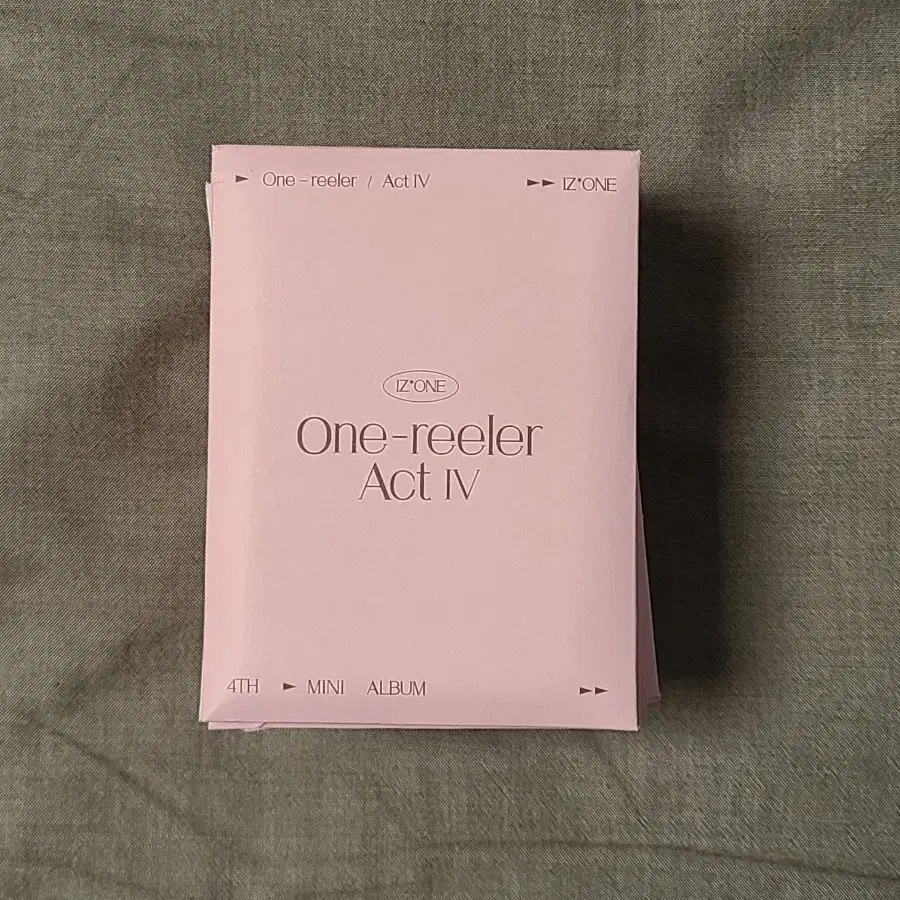 ► One-reeler / Act IV ►► IZ*ONE
IZ*ONE
One-reeler
Act IV
4TH ► MINI ALBUM ►►